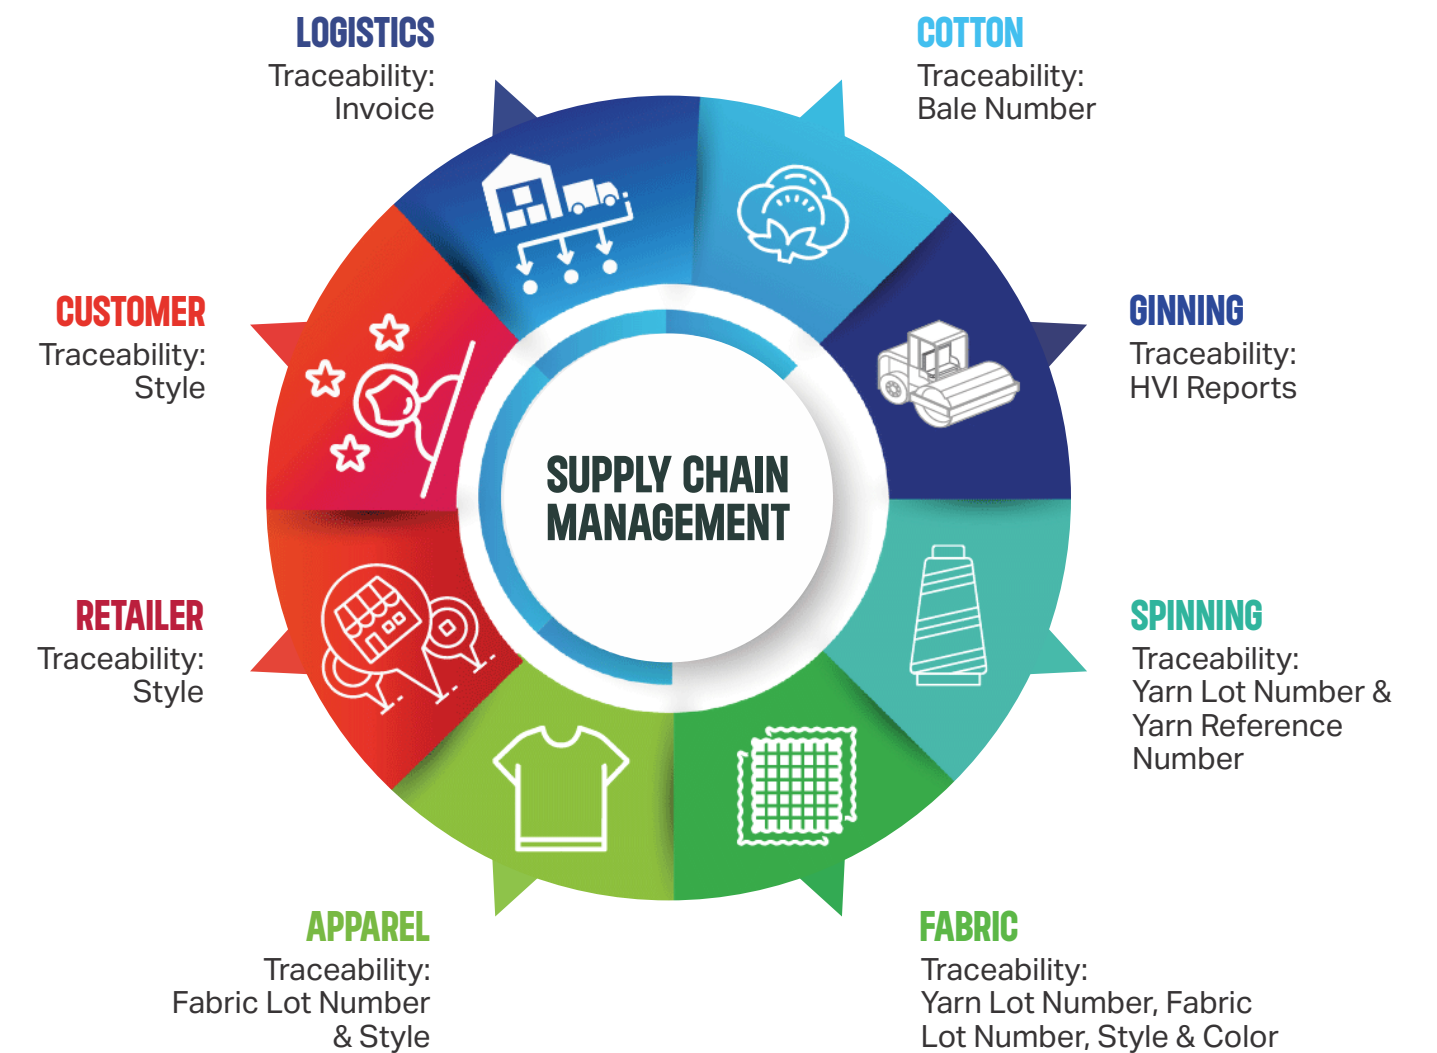 LOGISTICS
Traceability:
Invoice
COTTON
Traceability:
Bale Number
GINNING
Traceability:
HVI Reports
SPINNING
Traceability:
Yarn Lot Number &
Yarn Reference
Number
FABRIC
Traceability:
Yarn Lot Number, Fabric
Lot Number, Style & Color
APPAREL
Traceability:
Fabric Lot Number
& Style
RETAILER
Traceability:
Style
CUSTOMER
Traceability:
Style
SUPPLY CHAIN
MANAGEMENT